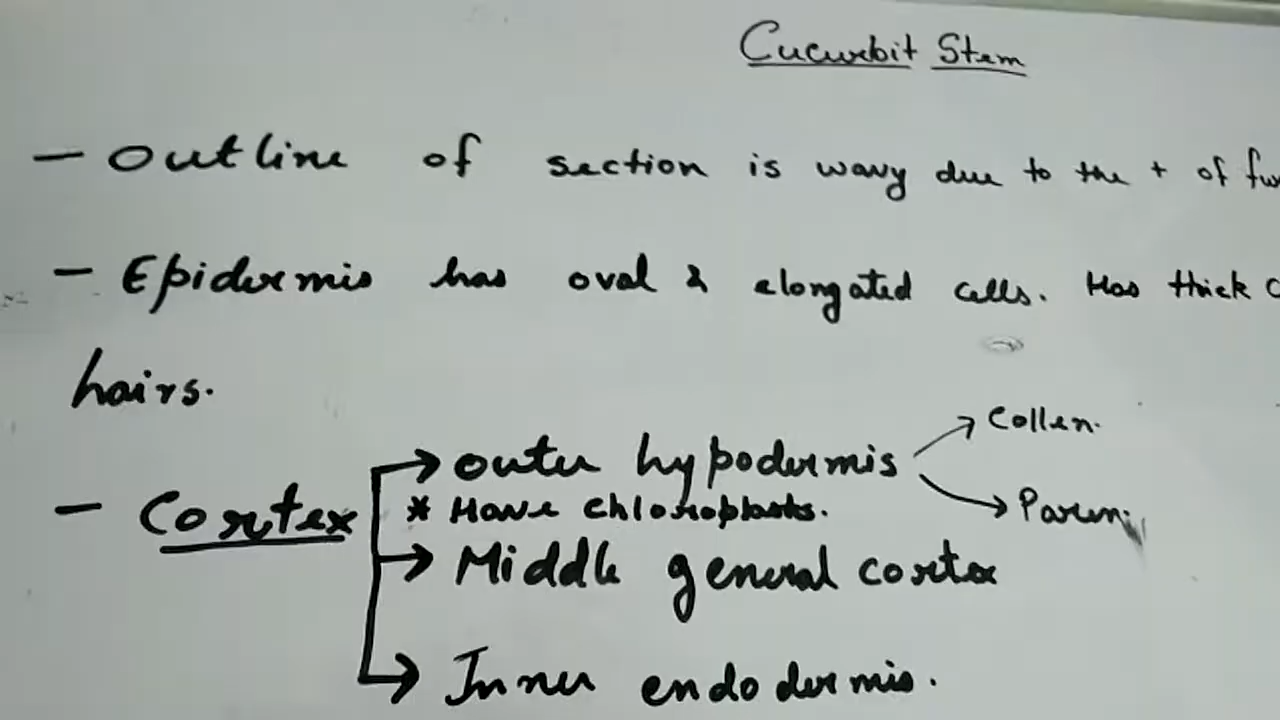 Cucurbit Stem
- Outline of section is wavy due to the + of fu
- Epidermis has oval & elongated cells. Has thick c
hairs.
- Cortex → outer hypodermis → Collen.
→ Paren.
* Have chloroplasts.
→ Middle general cortex
→ Inner endodermis.